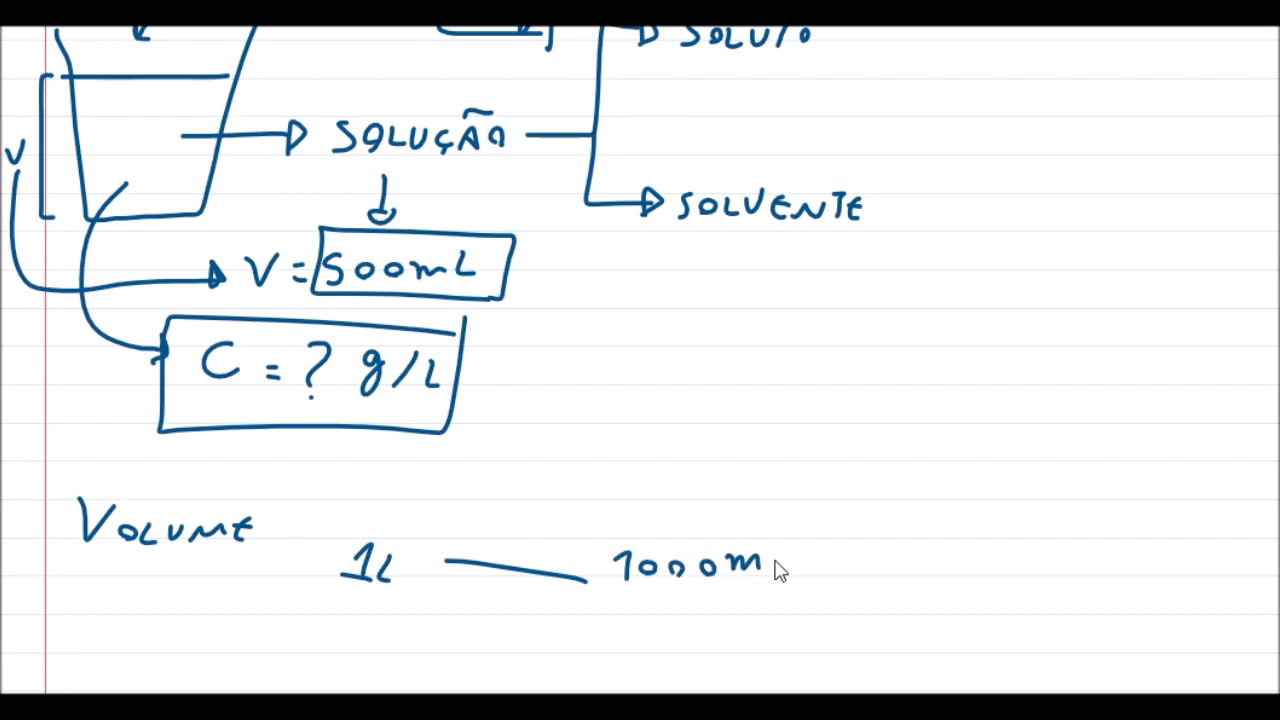 SOLUTO
SOLUÇÃO
V
SOLVENTE
V = 500mL
C = ? g/L
VOLUME
1L 1000m